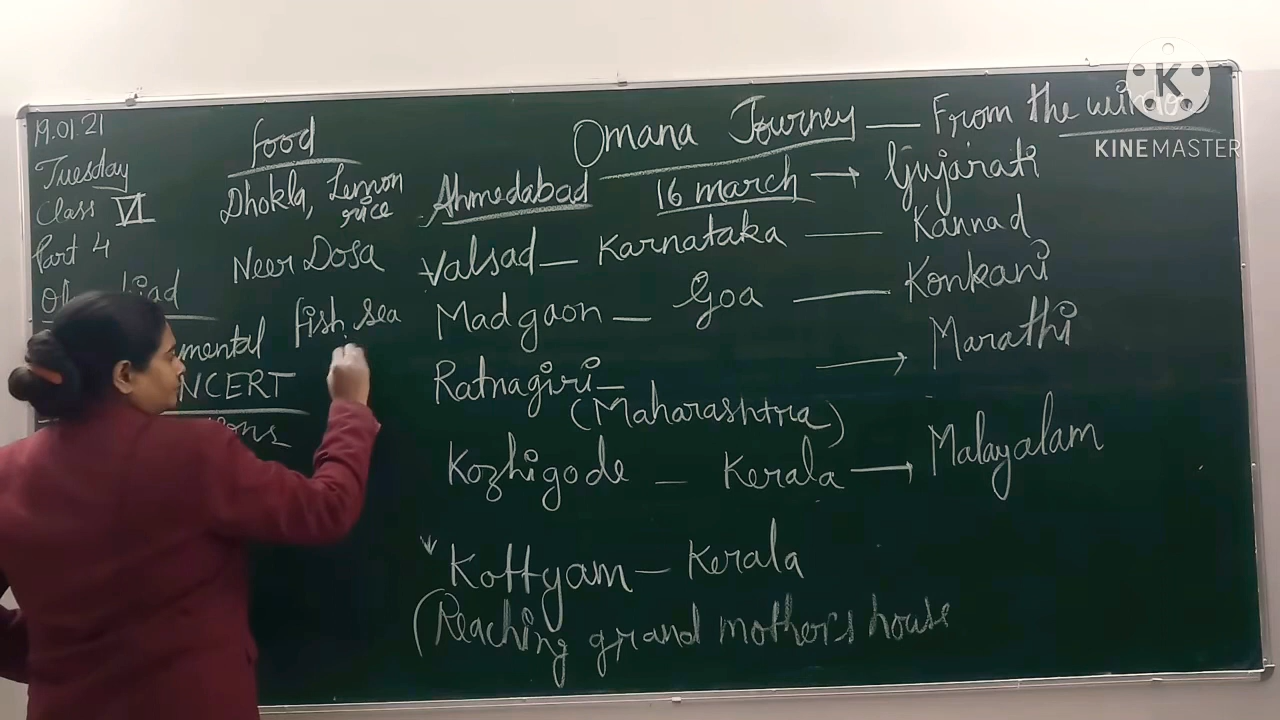 19.01.21
Tuesday
Class VI
Part 4
mental
NCERT
Food
Dhokla, Lemon rice
Neer Dosa
fish, sea
Omana Journey — From the window
Ahmedabad 16 march → Gujarati
Valsad — Karnataka — Kannad
Madgaon — Goa — Konkani
Ratnagiri — → Marathi
(Maharashtra)
Kozhigode — Kerala → Malayalam
Kottyam — Kerala
(Reaching grand mother's house
K
KINEMASTER